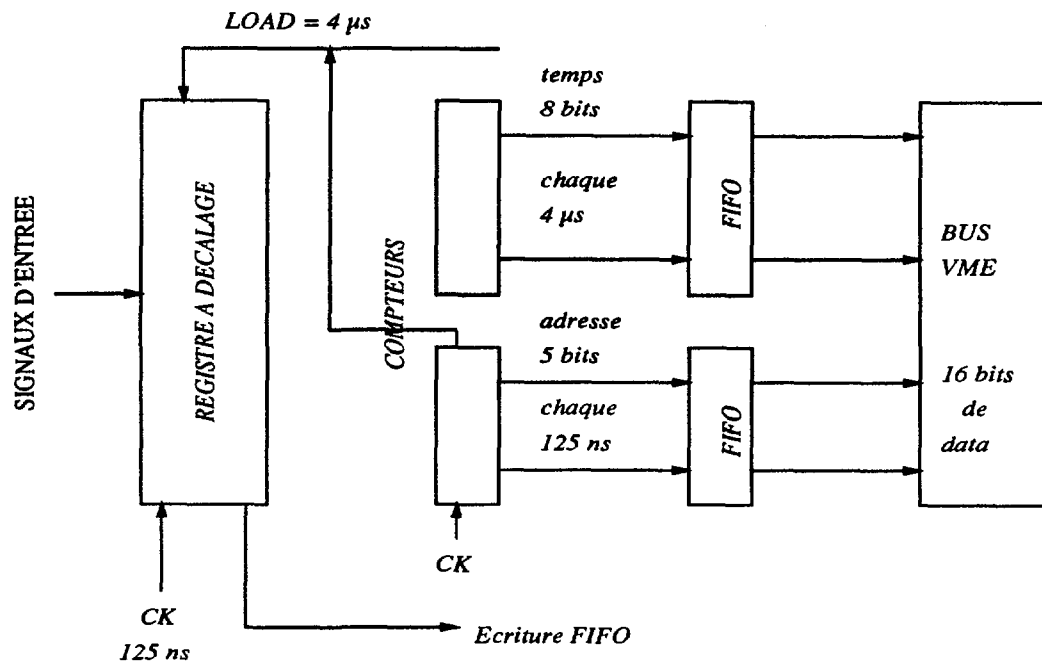 LOAD = 4 µs
temps
8 bits
chaque
4 µs
FIFO
SIGNAUX D'ENTREE
REGISTRE A DECALAGE
COMPTEURS
BUS
VME
adresse
5 bits
chaque
125 ns
FIFO
16 bits
de
data
CK
CK
125 ns
Ecriture FIFO